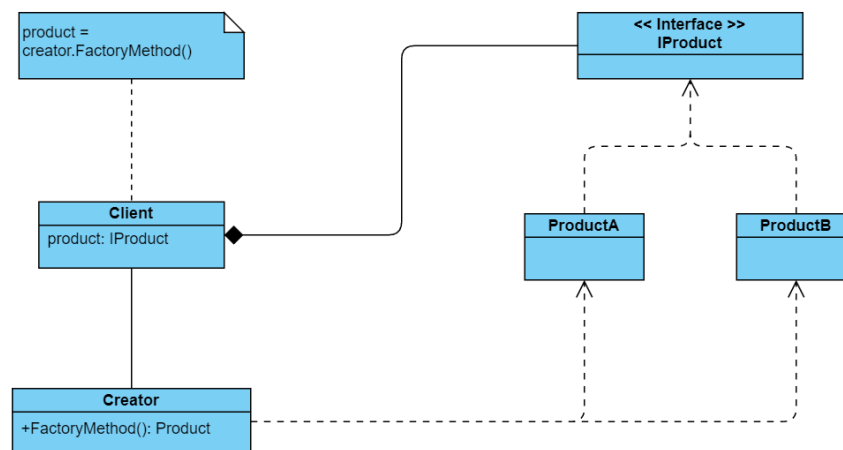 product =
creator.FactoryMethod()
<< Interface >>
IProduct
Client
product: IProduct
ProductA
ProductB
Creator
+FactoryMethod(): Product